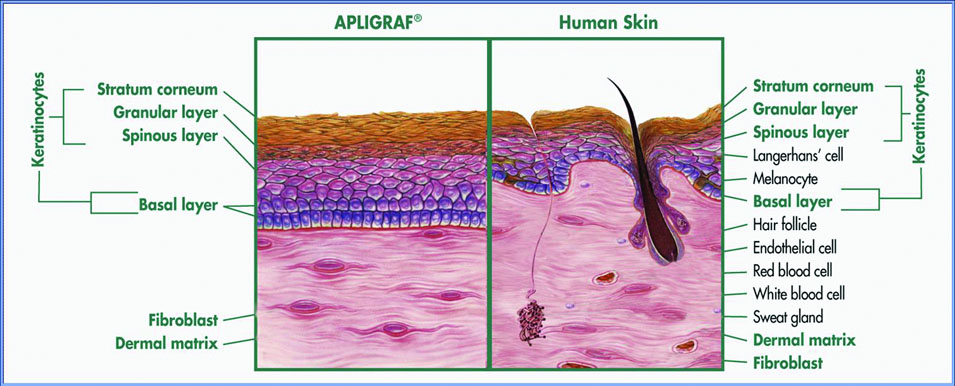 APLIGRAF®
Human Skin
Keratinocytes
Stratum corneum
Granular layer
Spinous layer
Basal layer
Fibroblast
Dermal matrix
Stratum corneum
Granular layer
Spinous layer
Langerhans’ cell
Melanocyte
Basal layer
Hair follicle
Endothelial cell
Red blood cell
White blood cell
Sweat gland
Dermal matrix
Fibroblast
Keratinocytes